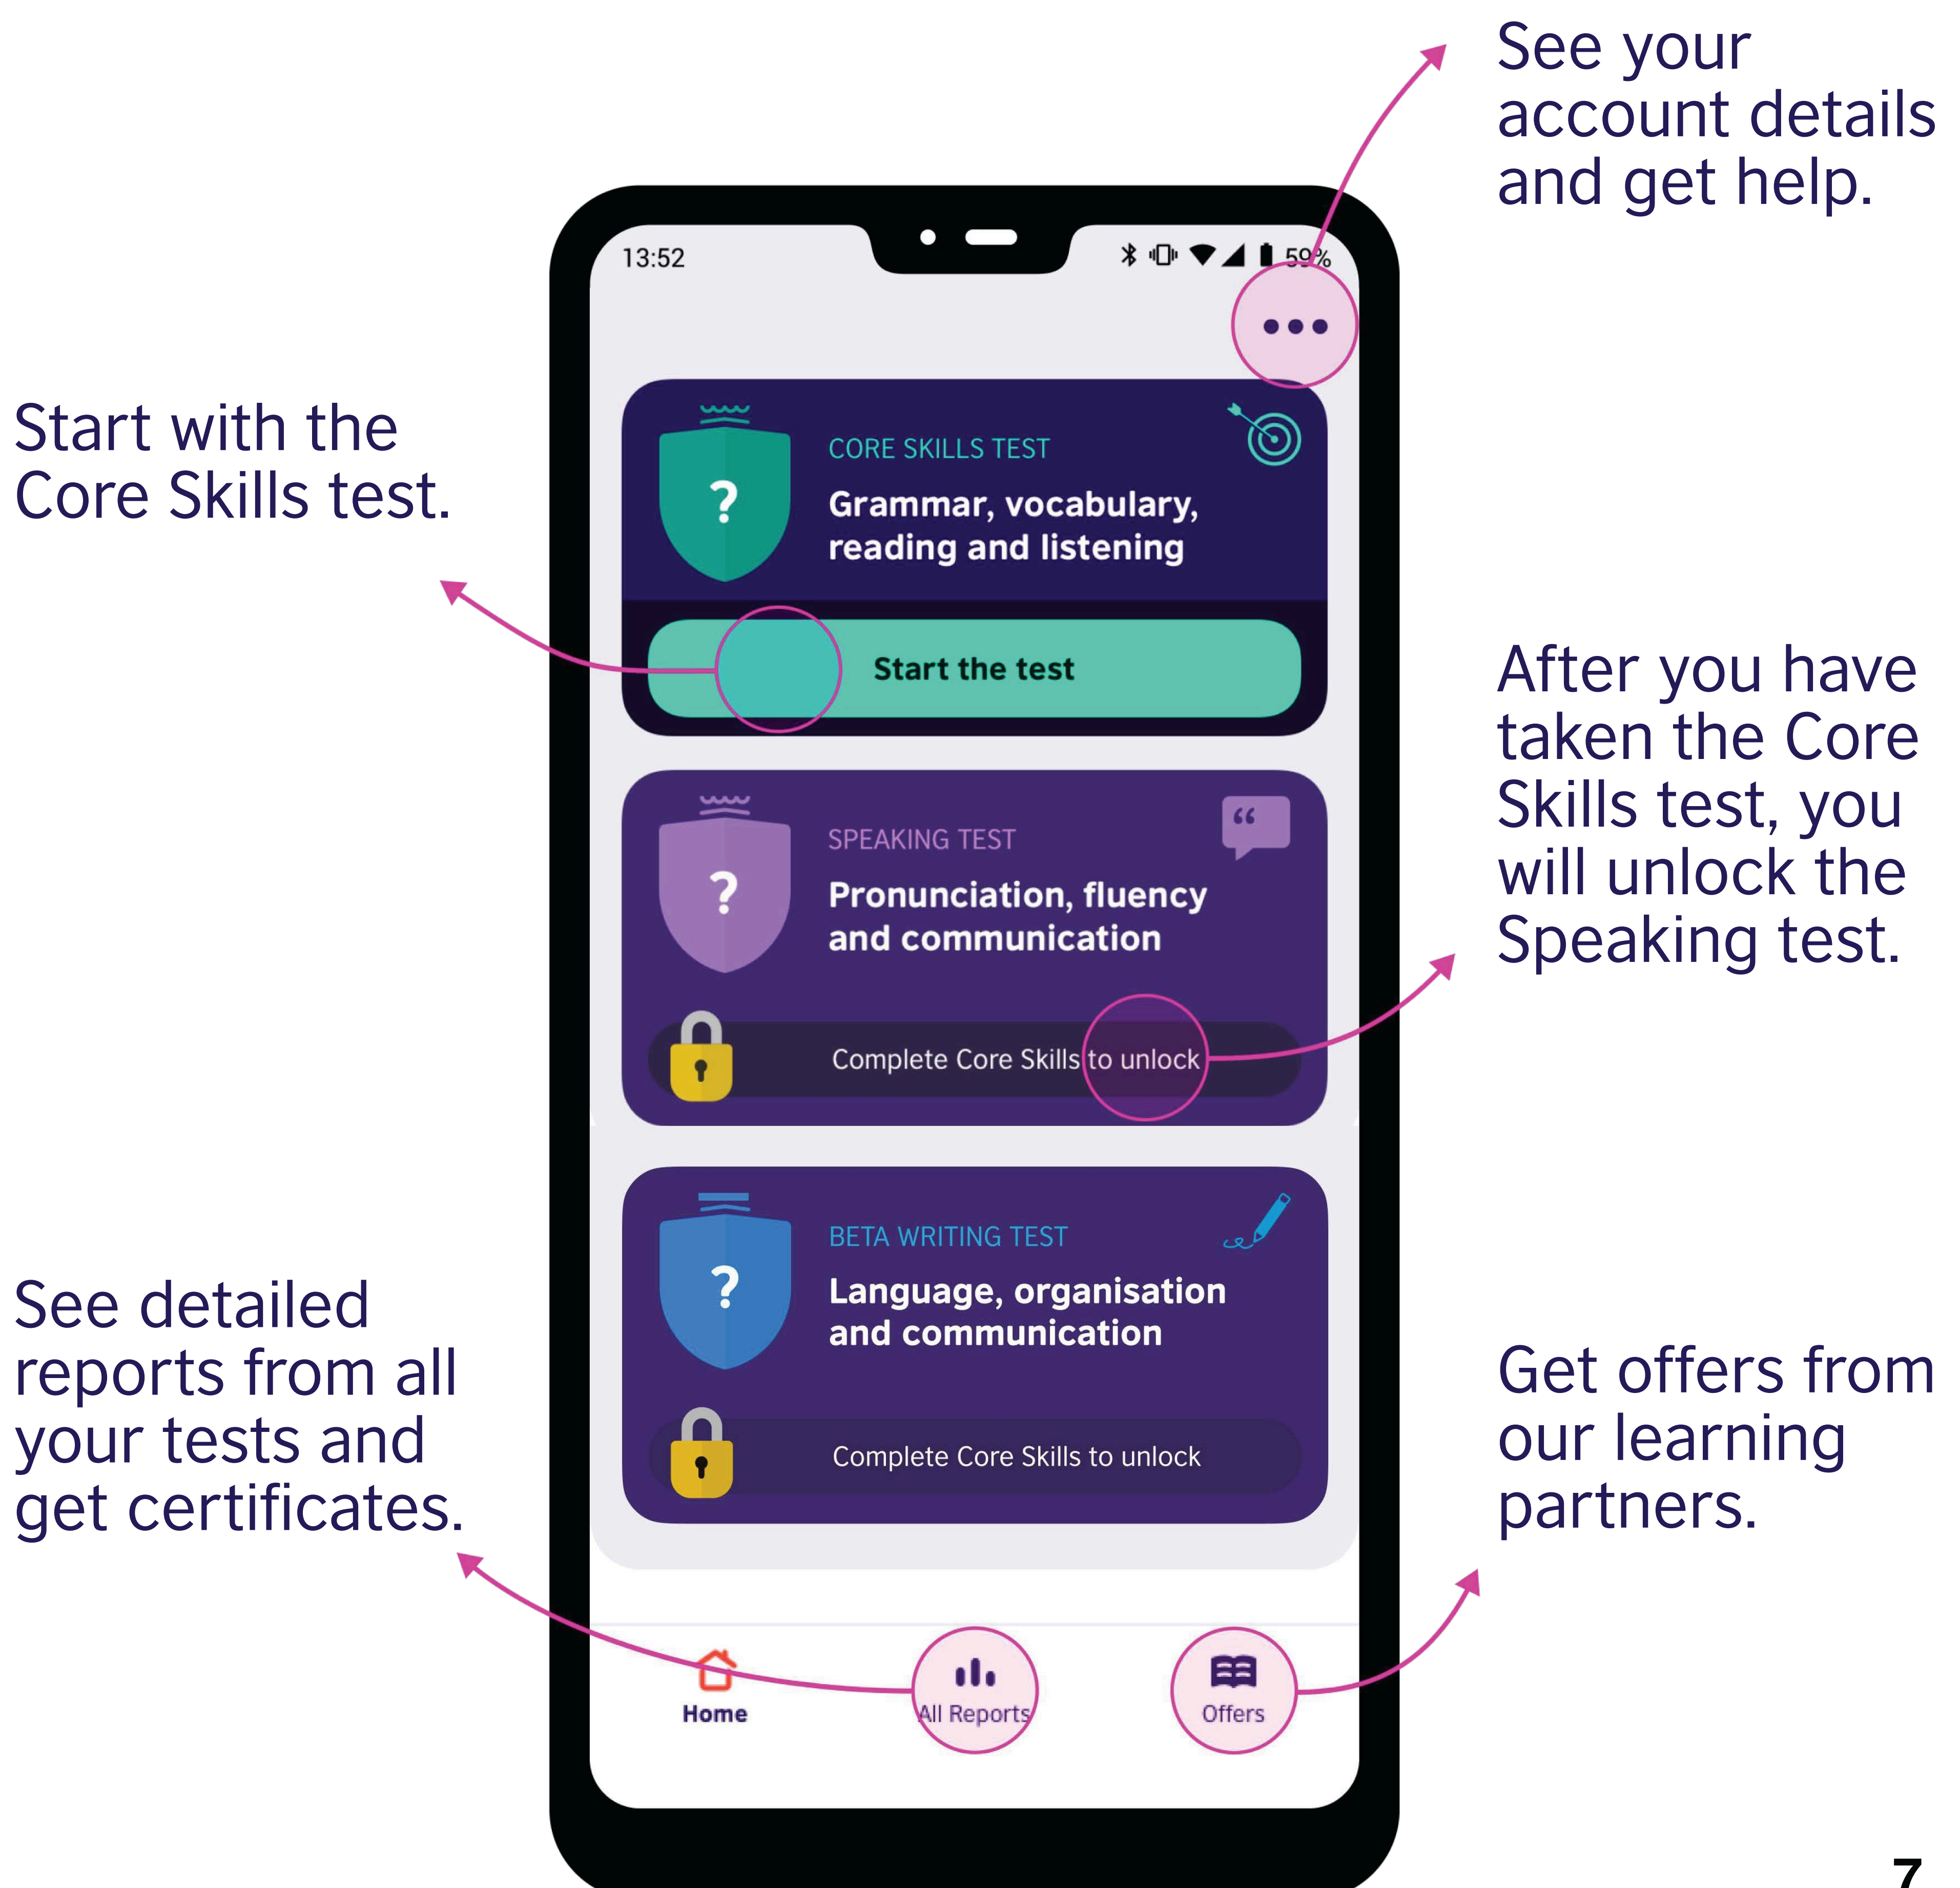 See your
account details
and get help.
13:52
59%
Start with the
Core Skills test.
CORE SKILLS TEST
?
Grammar, vocabulary,
reading and listening
Start the test
After you have
taken the Core
Skills test, you
will unlock the
Speaking test.
“
SPEAKING TEST
?
Pronunciation, fluency
and communication
Complete Core Skills to unlock
See detailed
reports from all
your tests and
get certificates.
BETA WRITING TEST
?
Language, organisation
and communication
Complete Core Skills to unlock
Get offers from
our learning
partners.
Home
All Reports
Offers
7